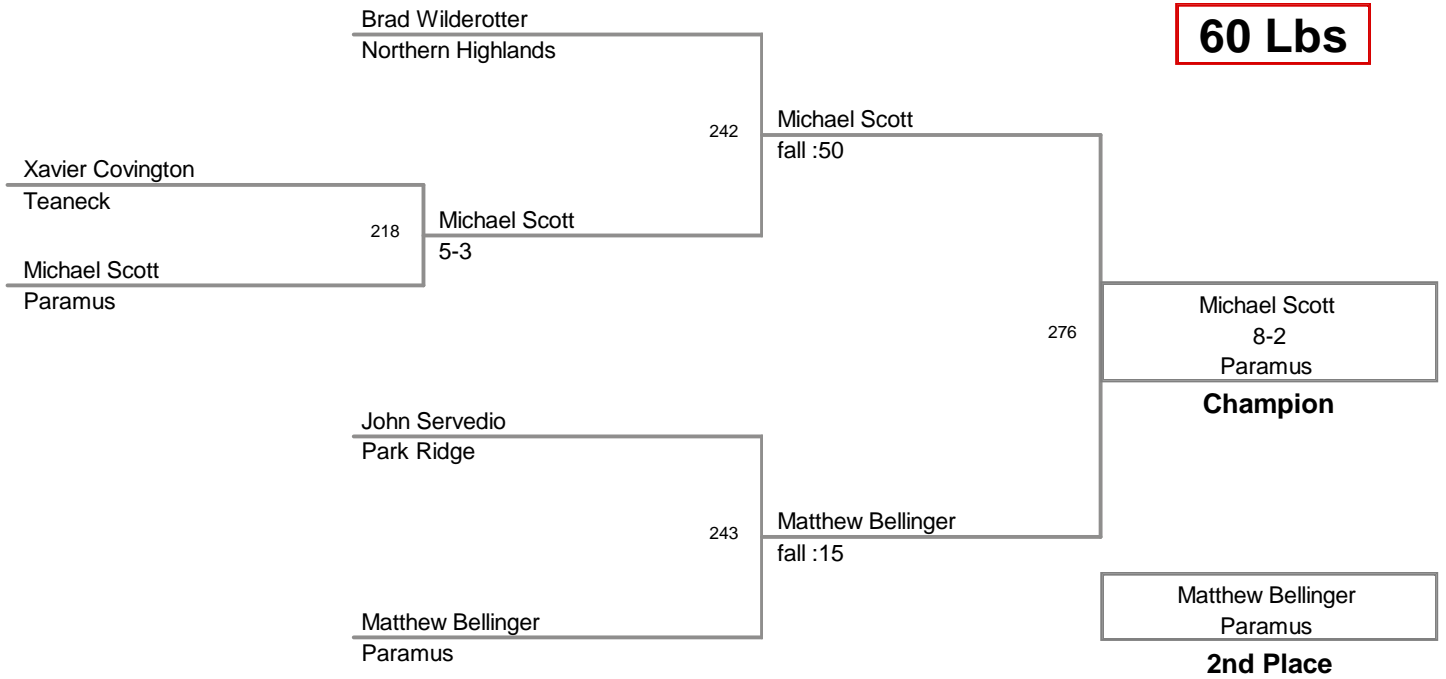 Brad Wilderotter
Northern Highlands
60 Lbs
242
Michael Scott
fall :50
Xavier Covington
Teaneck
218
Michael Scott
5-3
Michael Scott
Paramus
276
Michael Scott
8-2
Paramus
Champion
John Servedio
Park Ridge
243
Matthew Bellinger
fall :15
Matthew Bellinger
Paramus
Matthew Bellinger
Paramus
2nd Place